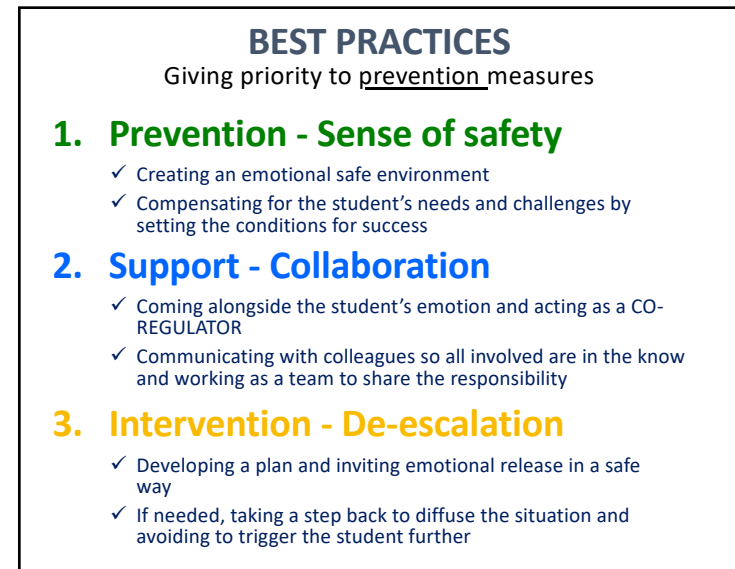 BEST PRACTICES
Giving priority to prevention measures
1. Prevention - Sense of safety
✓ Creating an emotional safe environment
✓ Compensating for the student's needs and challenges by
setting the conditions for success
2. Support - Collaboration
✓ Coming alongside the student's emotion and acting as a CO-
REGULATOR
✓ Communicating with colleagues so all involved are in the know
and working as a team to share the responsibility
3. Intervention - De-escalation
✓ Developing a plan and inviting emotional release in a safe
way
✓ If needed, taking a step back to diffuse the situation and
avoiding to trigger the student further